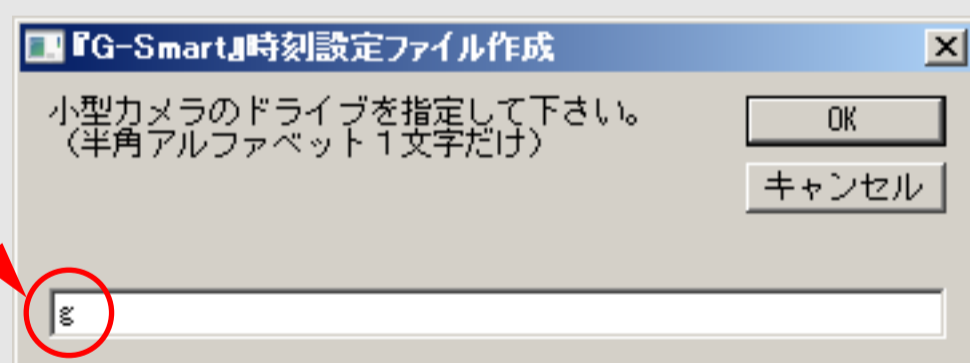 『G-Smart』時刻設定ファイル作成
小型カメラのドライブを指定して下さい。
（半角アルファベット１文字だけ）
OK
キャンセル
g